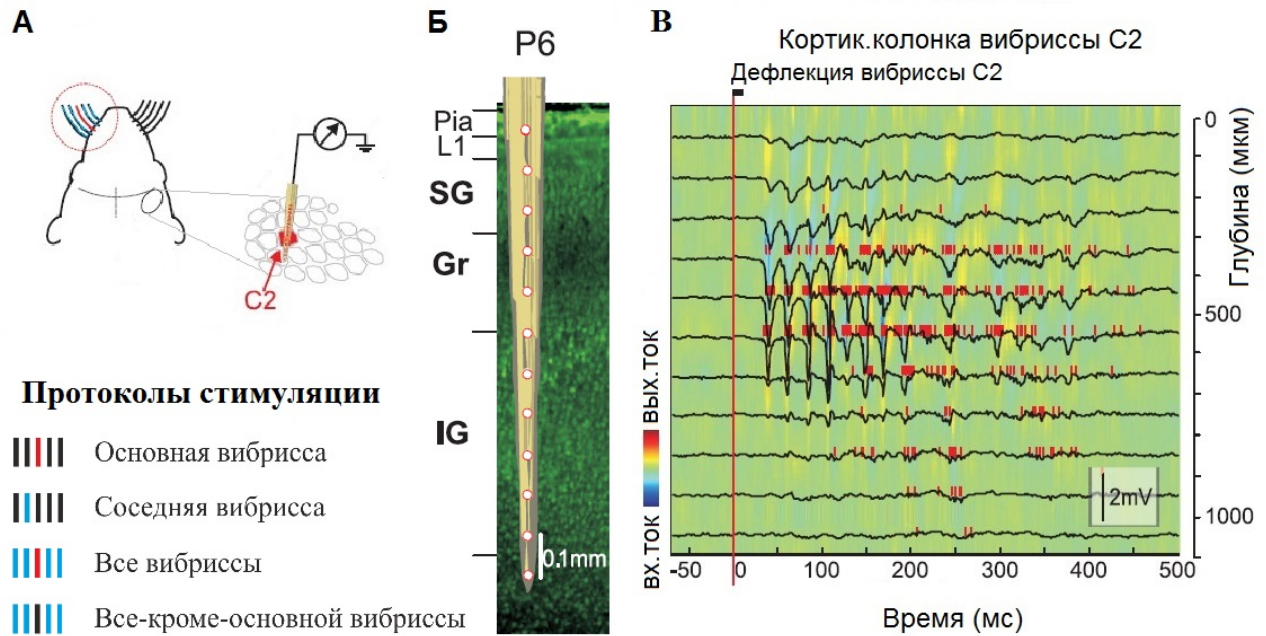 А
C2
Протоколы стимуляции
Основная вибрисса
Соседняя вибрисса
Все вибриссы
Все-кроме-основной вибриссы
Б
P6
Pia
L1
SG
Gr
IG
0.1mm
В
Кортик.колонка вибриссы С2
Дефлекция вибриссы С2
вх.ток вых.ток
2mV
-50 0 100 200 300 400 500
Время (мс)
0
500
1000
Глубина (мкм)